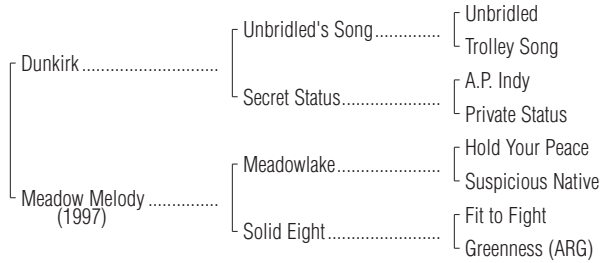 Unbridled
Unbridled's Song..............
Trolley Song
Dunkirk.............................
A.P. Indy
Secret Status....................
Private Status
Hold Your Peace
Meadowlake.....................
Suspicious Native
Meadow Melody...............
(1997)
Fit to Fight
Solid Eight.......................
Greenness (ARG)